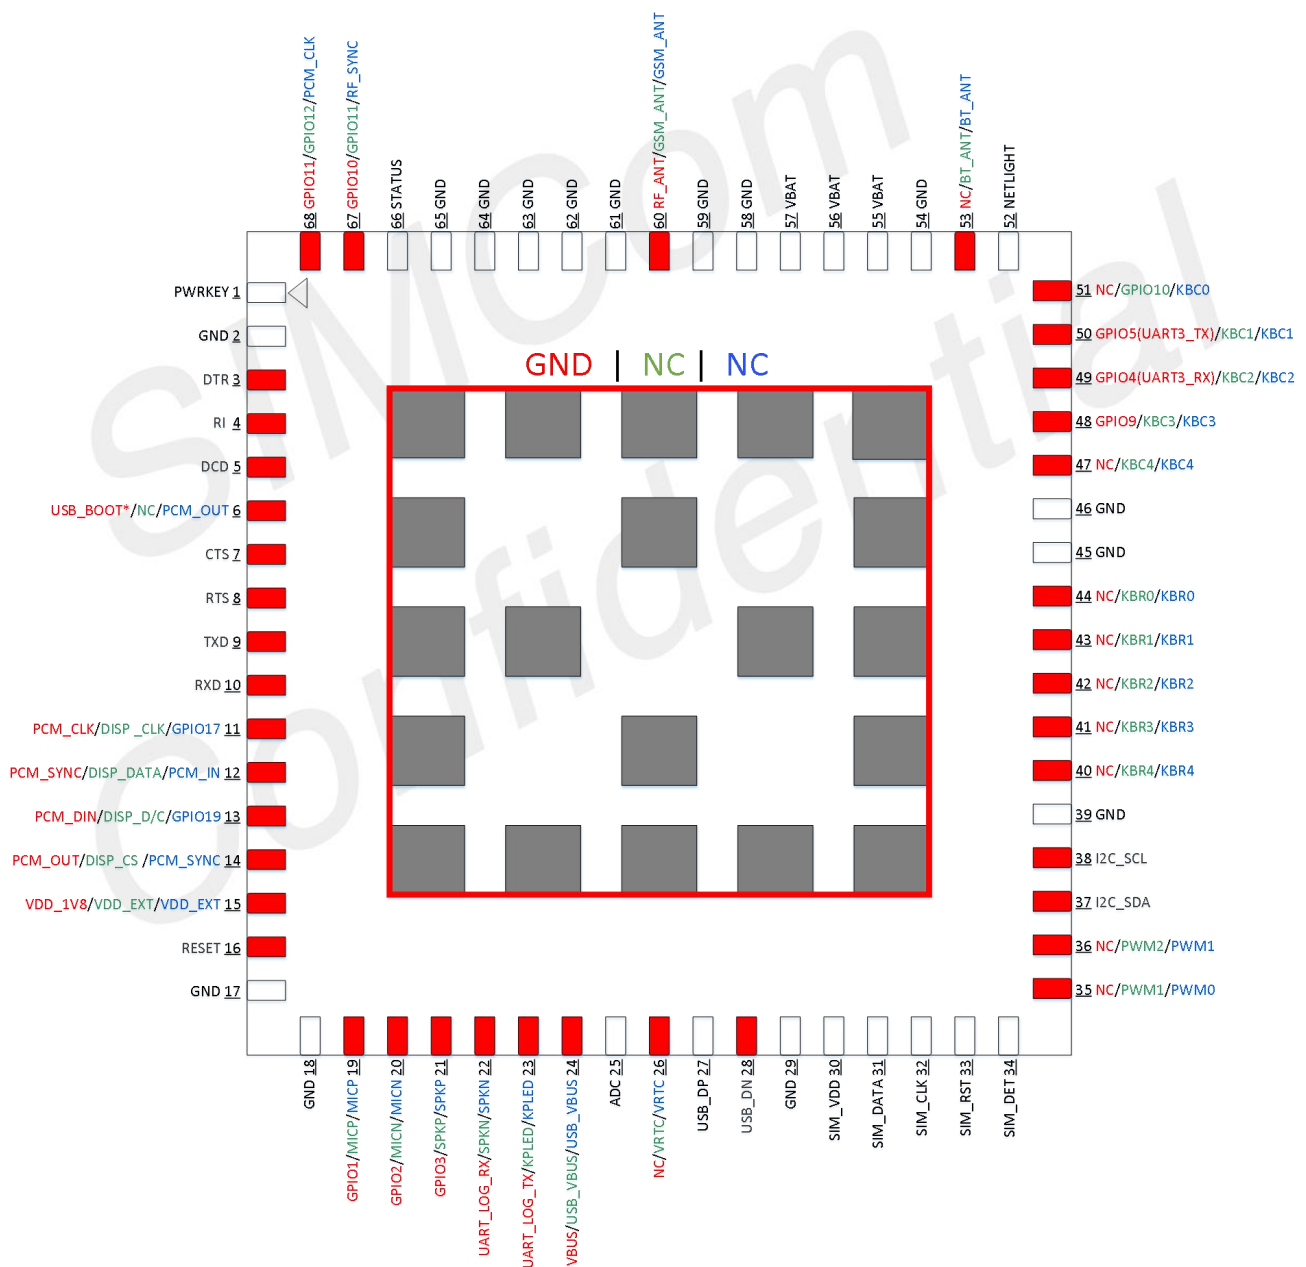 68 GPIO11/GPIO12/PCM_CLK
67 GPIO10/GPIO11/RF_SYNC
66 STATUS
65 GND
64 GND
63 GND
62 GND
61 GND
60 RF_ANT/GSM_ANT/GSM_ANT
59 GND
58 GND
57 VBAT
56 VBAT
55 VBAT
54 GND
53 NC/BT_ANT/BT_ANT
52 NETLIGHT
PWRKEY 1
GND 2
DTR 3
RI 4
DCD 5
USB_BOOT*/NC/PCM_OUT 6
CTS 7
RTS 8
TXD 9
RXD 10
PCM_CLK/DISP _CLK/GPIO17 11
PCM_SYNC/DISP_DATA/PCM_IN 12
PCM_DIN/DISP_D/C/GPIO19 13
PCM_OUT/DISP_CS /PCM_SYNC 14
VDD_1V8/VDD_EXT/VDD_EXT 15
RESET 16
GND 17
GND | NC | NC
SIMCom
Confidential
51 NC/GPIO10/KBC0
50 GPIO5(UART3_TX)/KBC1/KBC1
49 GPIO4(UART3_RX)/KBC2/KBC2
48 GPIO9/KBC3/KBC3
47 NC/KBC4/KBC4
46 GND
45 GND
44 NC/KBR0/KBR0
43 NC/KBR1/KBR1
42 NC/KBR2/KBR2
41 NC/KBR3/KBR3
40 NC/KBR4/KBR4
39 GND
38 I2C_SCL
37 I2C_SDA
36 NC/PWM2/PWM1
35 NC/PWM1/PWM0
GND 18
GPIO1/MICP/MICP 19
GPIO2/MICN/MICN 20
GPIO3/SPKP/SPKP 21
UART_LOG_RX/SPKN/SPKN 22
UART_LOG_TX/KPLED/KPLED 23
VBUS/USB_VBUS/USB_VBUS 24
ADC 25
NC/VRTC/VRTC 26
USB_DP 27
USB_DN 28
GND 29
SIM_VDD 30
SIM_DATA 31
SIM_CLK 32
SIM_RST 33
SIM_DET 34